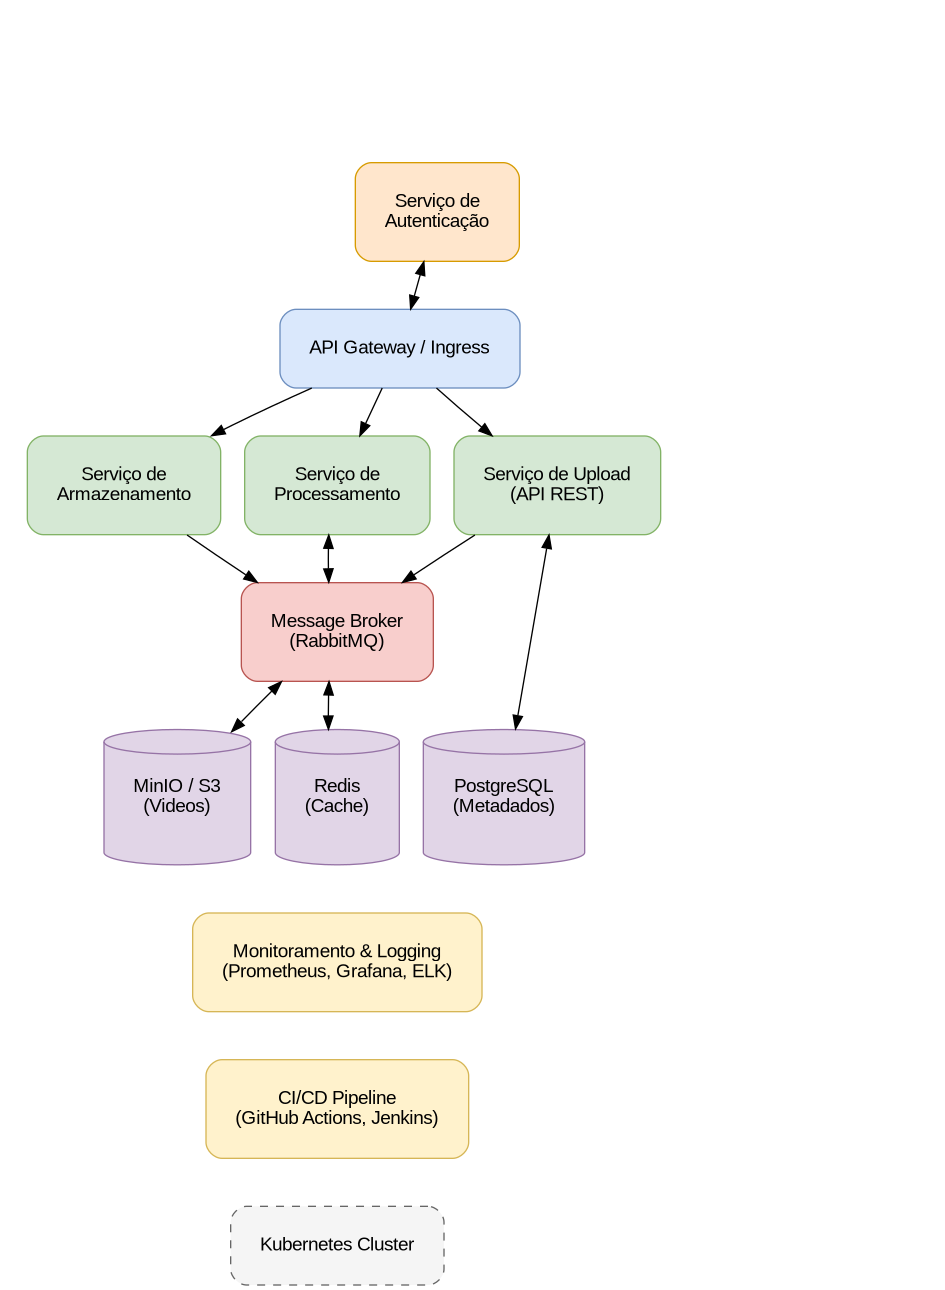 Serviço de
Autenticação
API Gateway / Ingress
Serviço de
Armazenamento
Serviço de
Processamento
Serviço de Upload
(API REST)
Message Broker
(RabbitMQ)
MinIO / S3
(Videos)
Redis
(Cache)
PostgreSQL
(Metadados)
Monitoramento & Logging
(Prometheus, Grafana, ELK)
CI/CD Pipeline
(GitHub Actions, Jenkins)
Kubernetes Cluster